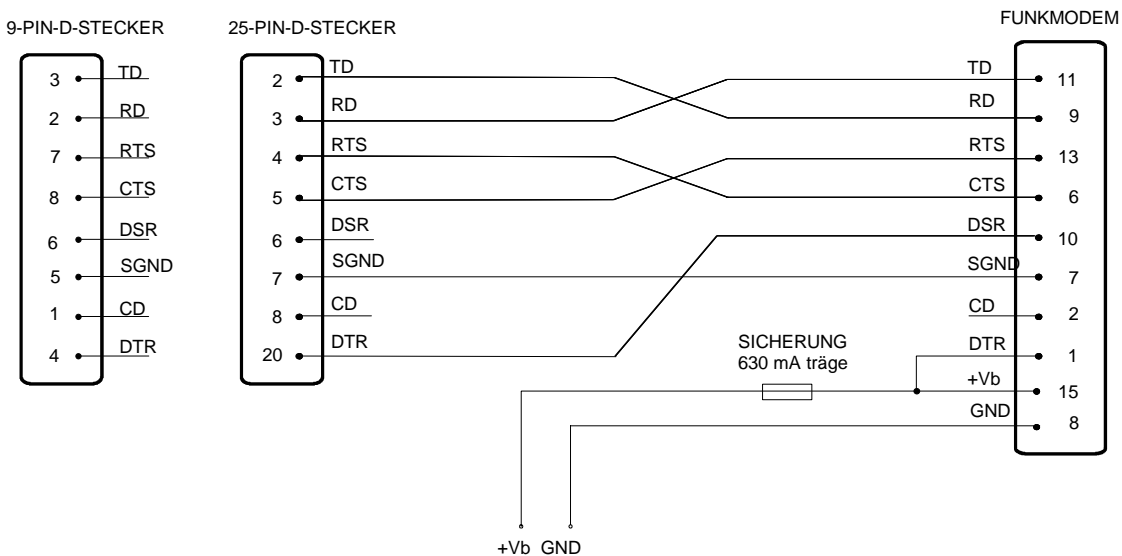 9-PIN-D-STECKER
3 TD
2 RD
7 RTS
8 CTS
6 DSR
5 SGND
1 CD
4 DTR
25-PIN-D-STECKER
2 TD
3 RD
4 RTS
5 CTS
6 DSR
7 SGND
8 CD
20 DTR
SICHERUNG
630 mA träge
+Vb GND
FUNKMODEM
TD 11
RD 9
RTS 13
CTS 6
DSR 10
SGND 7
CD 2
DTR 1
+Vb 15
GND 8